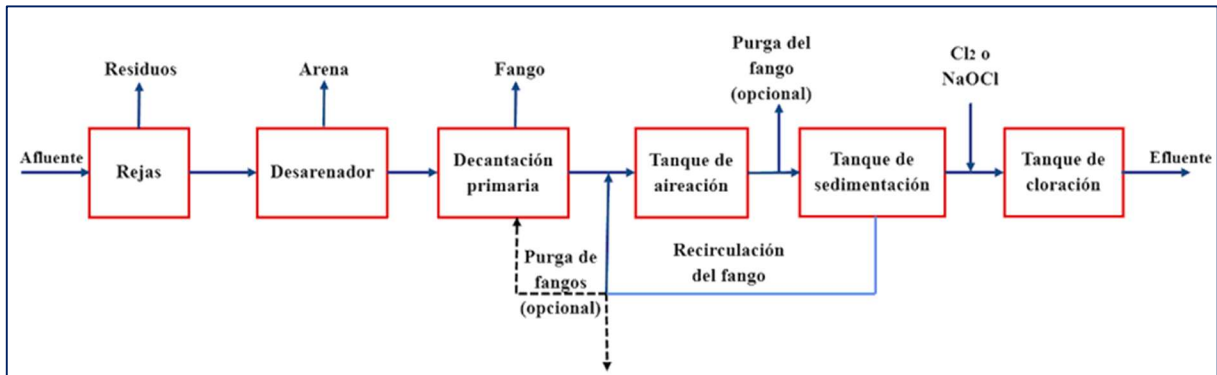 Residuos
Arena
Fango
Purga del
fango
(opcional)
Cl2 o
NaOCl
Afluente
Rejas
Desarenador
Decantación
primaria
Tanque de
aireación
Tanque de
sedimentación
Tanque de
cloración
Efluente
Purga de
fangos
(opcional)
Recirculación
del fango